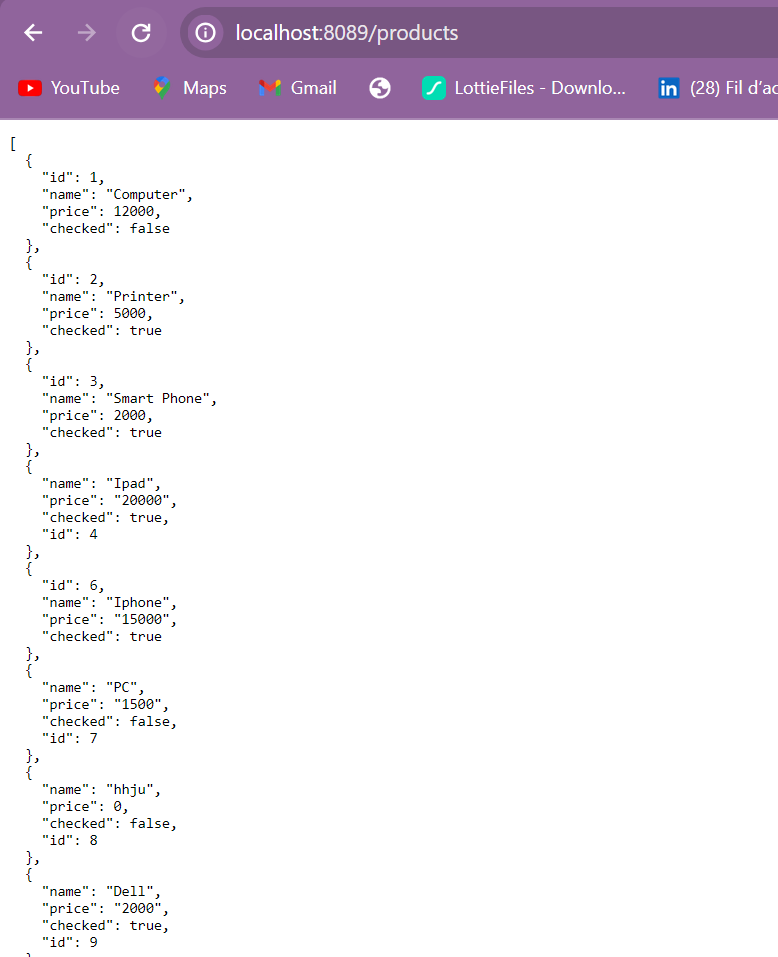 localhost:8089/products
YouTube Maps Gmail LottieFiles - Downlo... in (28) Fil d'ac
[
  {
    "id": 1,
    "name": "Computer",
    "price": 12000,
    "checked": false
  },
  {
    "id": 2,
    "name": "Printer",
    "price": 5000,
    "checked": true
  },
  {
    "id": 3,
    "name": "Smart Phone",
    "price": 2000,
    "checked": true
  },
  {
    "name": "Ipad",
    "price": "20000",
    "checked": true,
    "id": 4
  },
  {
    "id": 6,
    "name": "Iphone",
    "price": "15000",
    "checked": true
  },
  {
    "name": "PC",
    "price": "1500",
    "checked": false,
    "id": 7
  },
  {
    "name": "hhju",
    "price": 0,
    "checked": false,
    "id": 8
  },
  {
    "name": "Dell",
    "price": "2000",
    "checked": true,
    "id": 9